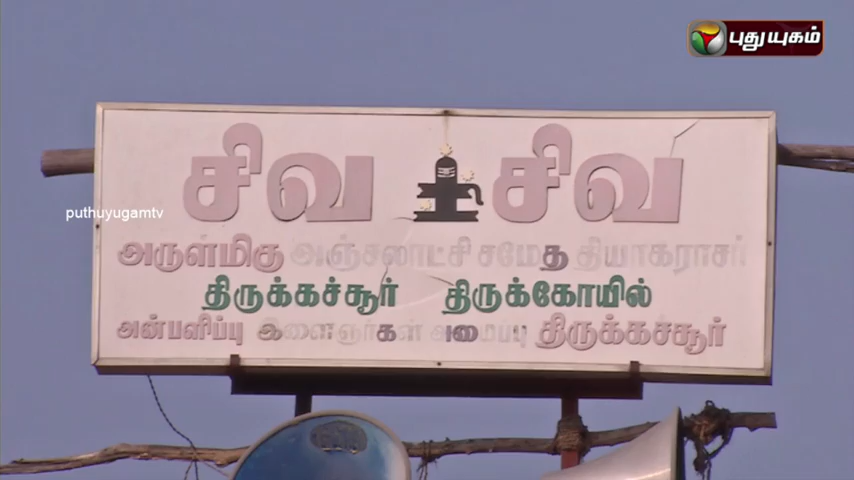 புதுயுகம்
சிவ சிவ
puthuyugamtv
அருள்மிகு அஞ்சலாட்சி சமேத தியாகராசர்
திருக்கச்சூர் திருக்கோயில்
அன்பளிப்பு இளைஞர்கள் அமைப்பு திருக்கச்சூர்